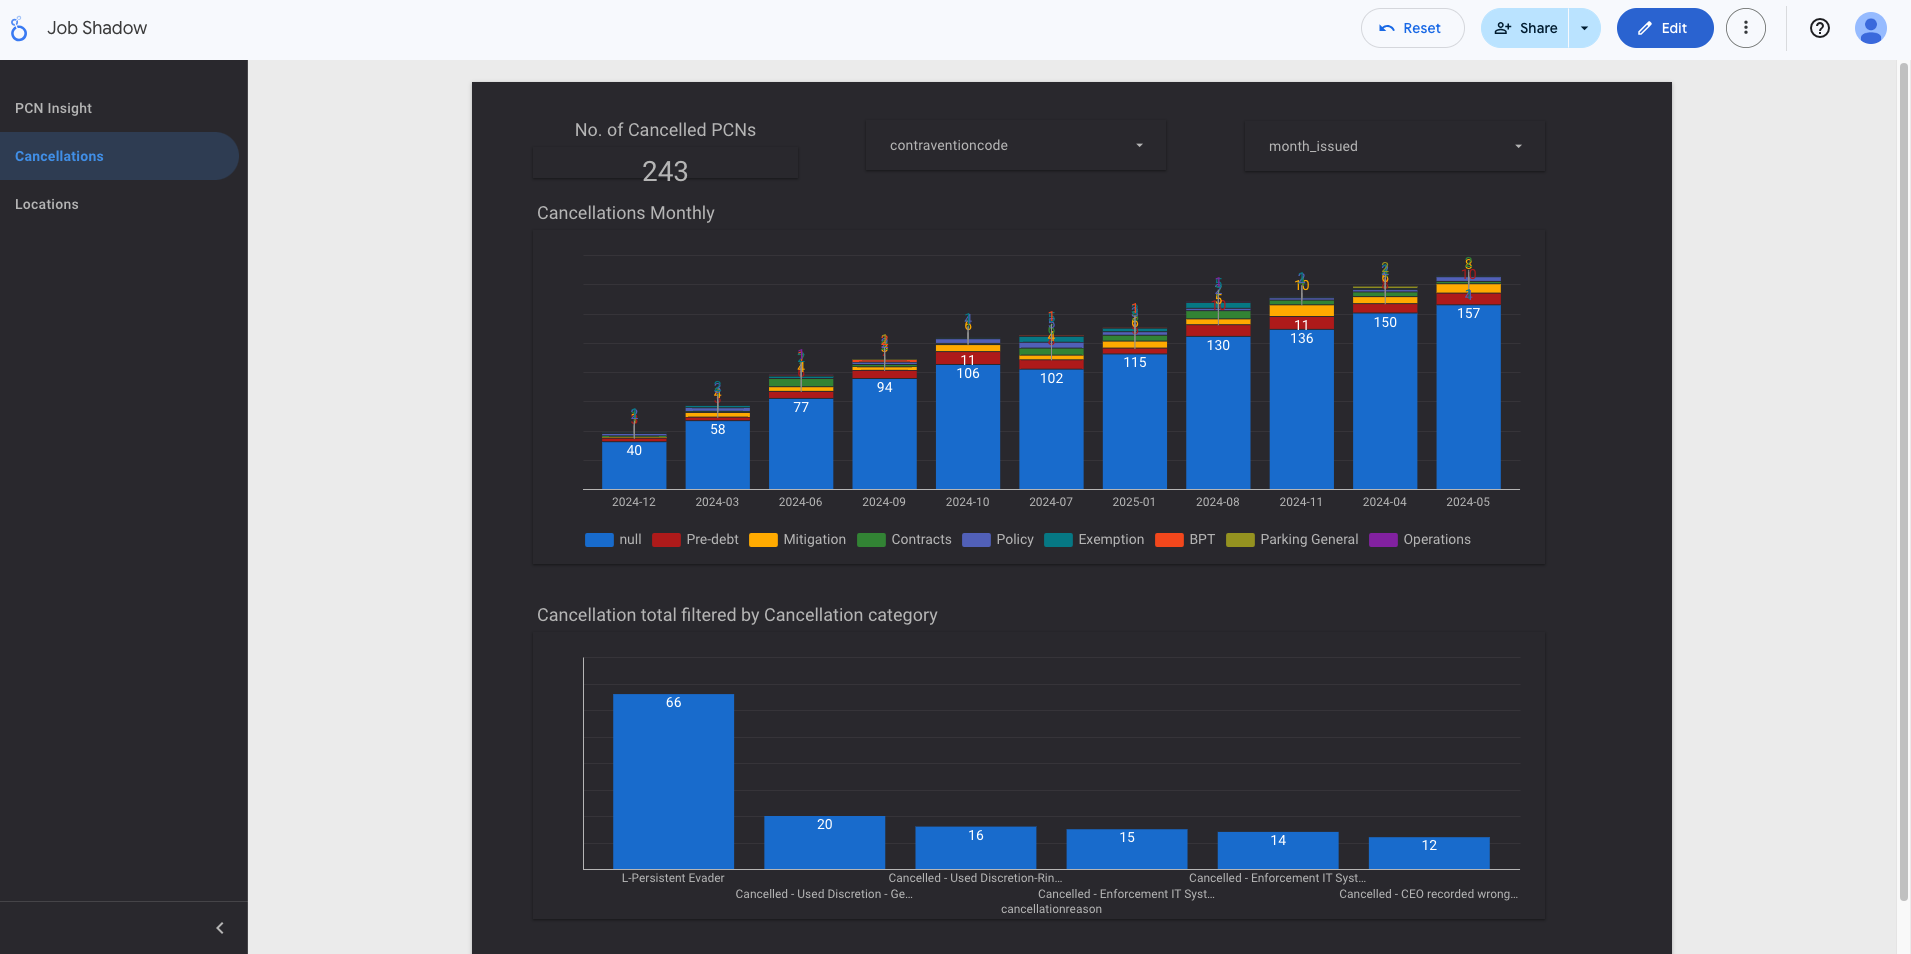 Job Shadow
Reset
Share
Edit
PCN Insight
Cancellations
Locations
No. of Cancelled PCNs
243
contraventioncode
month_issued
Cancellations Monthly
40
58
77
94
11
106
102
115
130
11
136
150
157
10
2024-12
2024-03
2024-06
2024-09
2024-10
2024-07
2025-01
2024-08
2024-11
2024-04
2024-05
null
Pre-debt
Mitigation
Contracts
Policy
Exemption
BPT
Parking General
Operations
Cancellation total filtered by Cancellation category
66
20
16
15
14
12
L-Persistent Evader
Cancelled - Used Discretion - Ge...
Cancelled - Used Discretion-Rin...
Cancelled - Enforcement IT Syst...
Cancelled - Enforcement IT Syst...
Cancelled - CEO recorded wrong...
cancellationreason